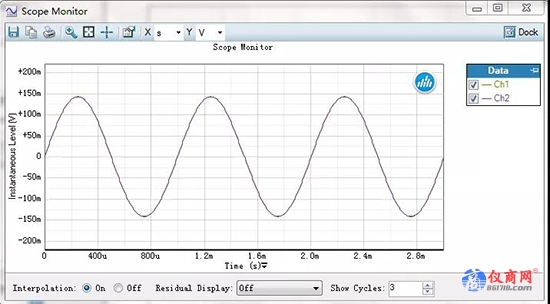 Scope Monitor
X s Y V Dock
Scope Monitor
Instantaneous Level (V)
+200m
+150m
+100m
+50m
0
-50m
-100m
-150m
-200m
0 400u 800u 1.2m 1.6m 2.0m 2.4m 2.8m
Time (s)
Data
Ch1
Ch2
Interpolation: On Off Residual Display: Off Show Cycles: 3
仪商网
861718.com